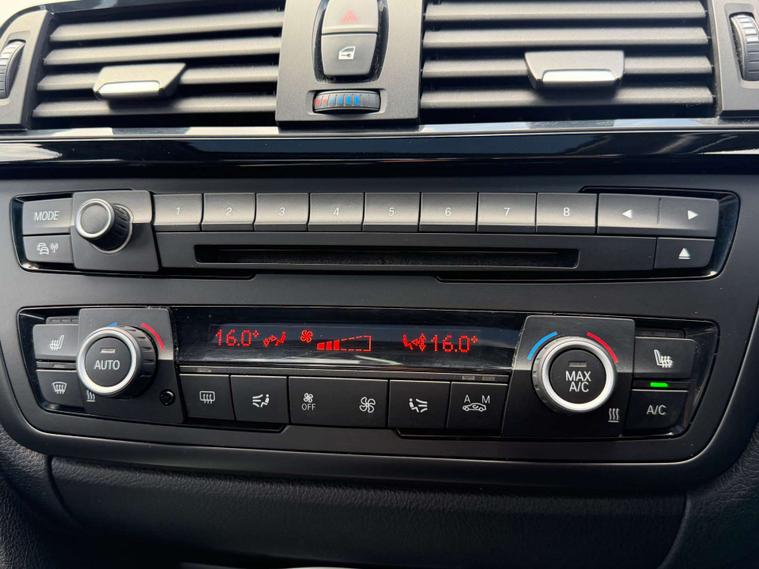 MODE 1 2 3 4 5 6 7 8
16.0° 16.0°
AUTO MAX
A/C
OFF A M A/C